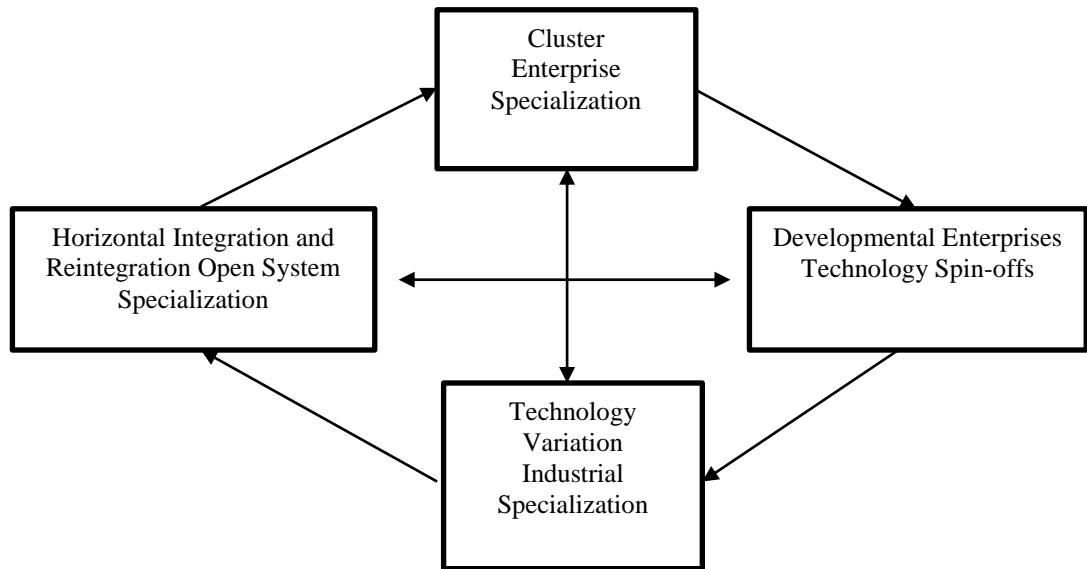 Cluster
Enterprise
Specialization
Horizontal Integration and
Reintegration Open System
Specialization
Developmental Enterprises
Technology Spin-offs
Technology
Variation
Industrial
Specialization